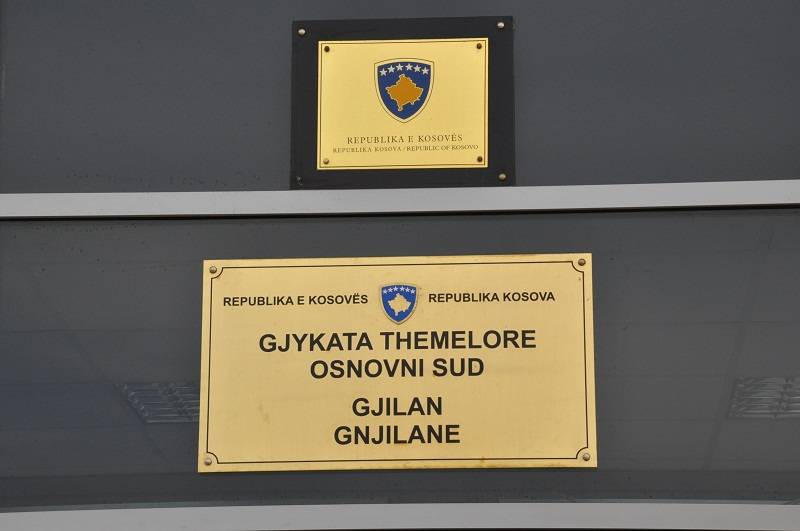 REPUBLIKA E KOSOVËS
REPUBLIKA KOSOVA / REPUBLIC OF KOSOVO
REPUBLIKA E KOSOVËS REPUBLIKA KOSOVA
GJYKATA THEMELORE
OSNOVNI SUD
GJILAN
GNJILANE